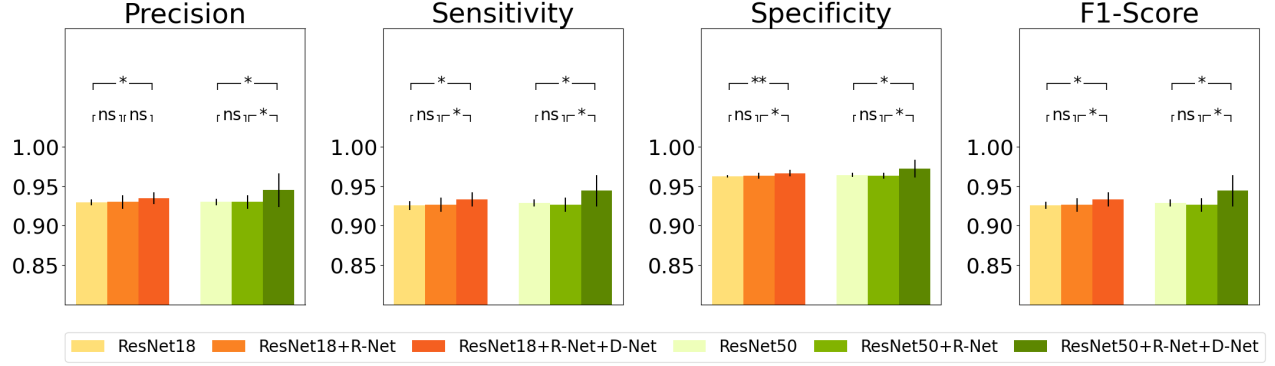 Precision Sensitivity Specificity F1-Score
* * * * ** * * *
ns ns ns * ns * ns * ns * ns * ns * ns *
1.00 1.00 1.00 1.00
0.95 0.95 0.95 0.95
0.90 0.90 0.90 0.90
0.85 0.85 0.85 0.85
ResNet18 ResNet18+R-Net ResNet18+R-Net+D-Net ResNet50 ResNet50+R-Net ResNet50+R-Net+D-Net